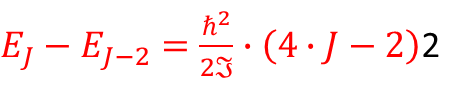 E_J − E_{J−2} = ℏ²/2ℑ · (4 · J − 2)2